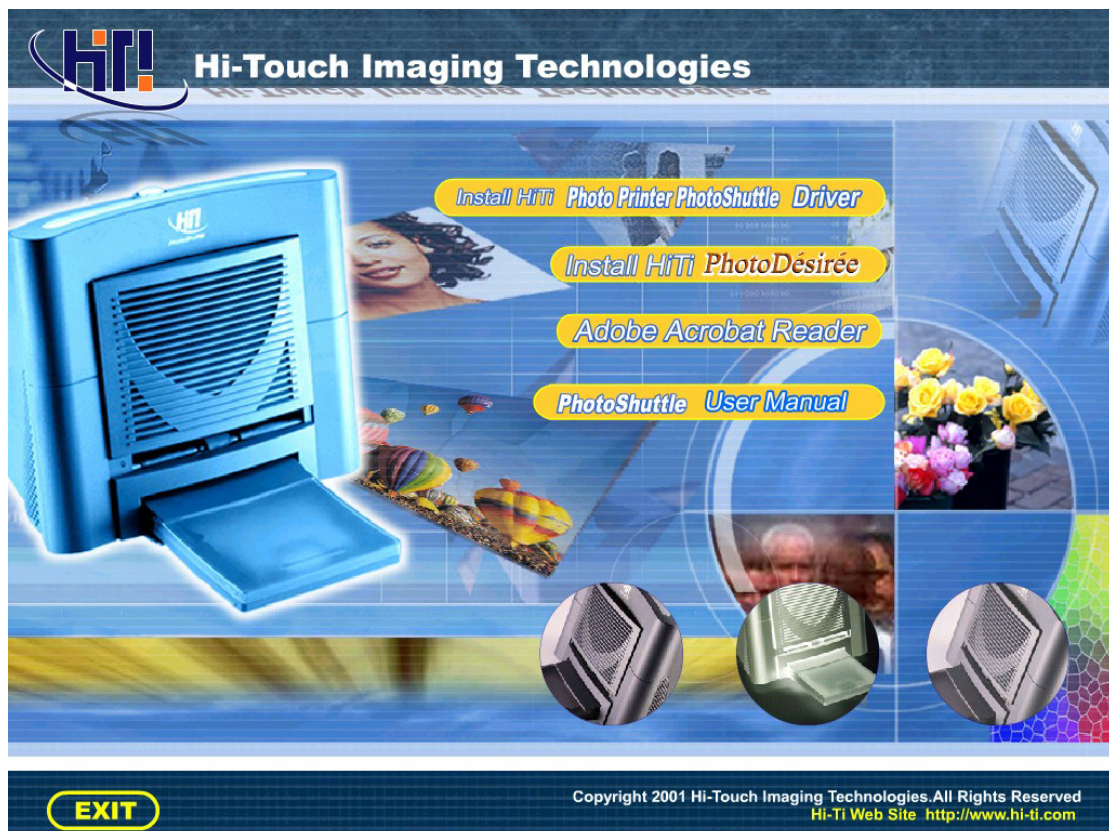 HiTi
Hi-Touch Imaging Technologies
HiTi
Install HiTi Photo Printer PhotoShuttle Driver
Install HiTi PhotoDésirée
Adobe Acrobat Reader
PhotoShuttle User Manual
EXIT
Copyright 2001 Hi-Touch Imaging Technologies.All Rights Reserved
Hi-Ti Web Site http://www.hi-ti.com